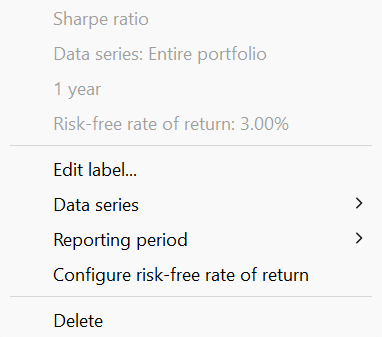 Sharpe ratio
Data series: Entire portfolio
1 year
Risk-free rate of return: 3.00%
Edit label...
Data series
Reporting period
Configure risk-free rate of return
Delete